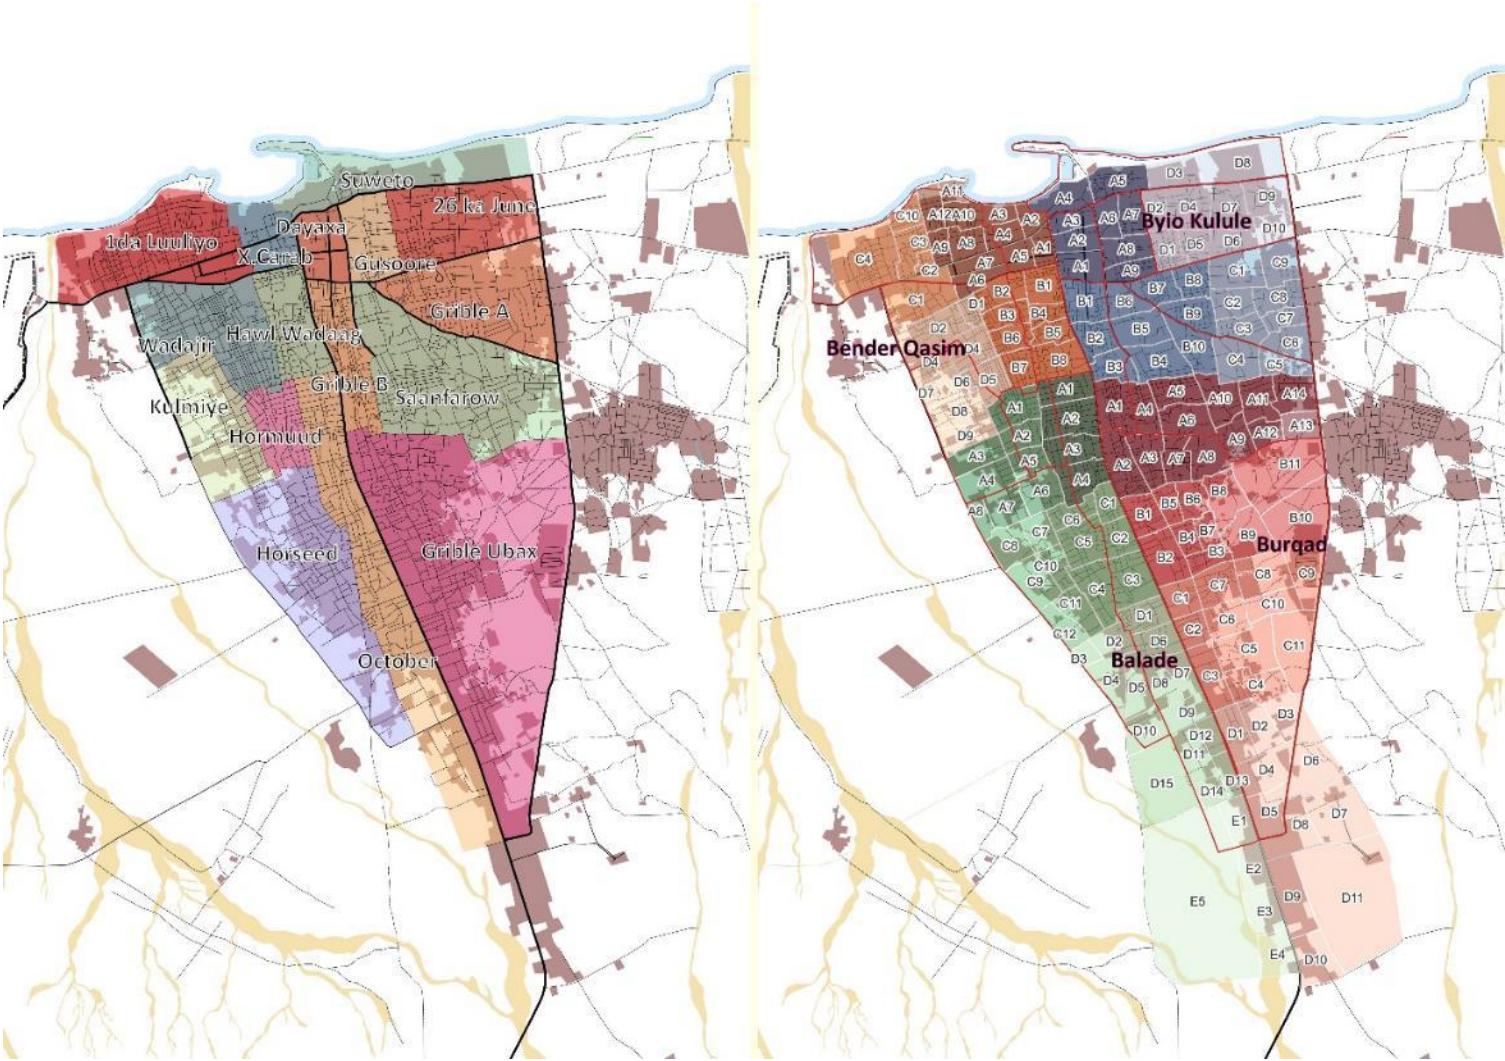 Suweto
26 ka June
Dayaxa
1da Luuliyo
X.Carab
Gusoore
Grible A
Hawl Wadaag
Wadajir
Grible B
Saanfarow
Kulmiye
Hormuud
Horseed
Grible Ubax
October
D3 D8
A5
A11 A4 D9
C10 A12 A10 A3 A2 A3 A6 A7 D2 D4 D7
Byio Kulule
C3 A9 A8 A4 A1 A2 A8 D1 D5 D6 D10
C4 C2 A7 A5 A1 A9 C1 C9
A6 B2 B1 B7 B8
C1 D1 B3 B4 B1 B6 C2 C8
D2 B6 B5 B2 B5 B9 C3 C7
Bender Qasim
D4 D4 B7 B8 B3 B4 B10 C4 C6 C5
D7 D6 D5 A1 A5 A14
D8 A1 A2 A1 A4 A6 A10 A11
D9 A2 A3 A9 A12 A13
A3 A5 A2 A3 A7 A8 B11
A4 A6 A4
A8 A7 C1 B1 B5 B6 B8 B10
C7 C6 C2 B4 B7 B9
Burqad
C8 C5 B2 B3
C10 C9 C3 C7 C8 C9
C11 C4 C1 C10
C12 D1 C2 C6
D3 D2 D6 C5 C11
Balade
D4 D5 D8 D7 C3 C4
D10 D9 D1 D2 D3
D12 D11 D4 D6
D15 D14 D13 D5 D7
E1 D8
E2
E5 E3 D9 D11
E4 D10